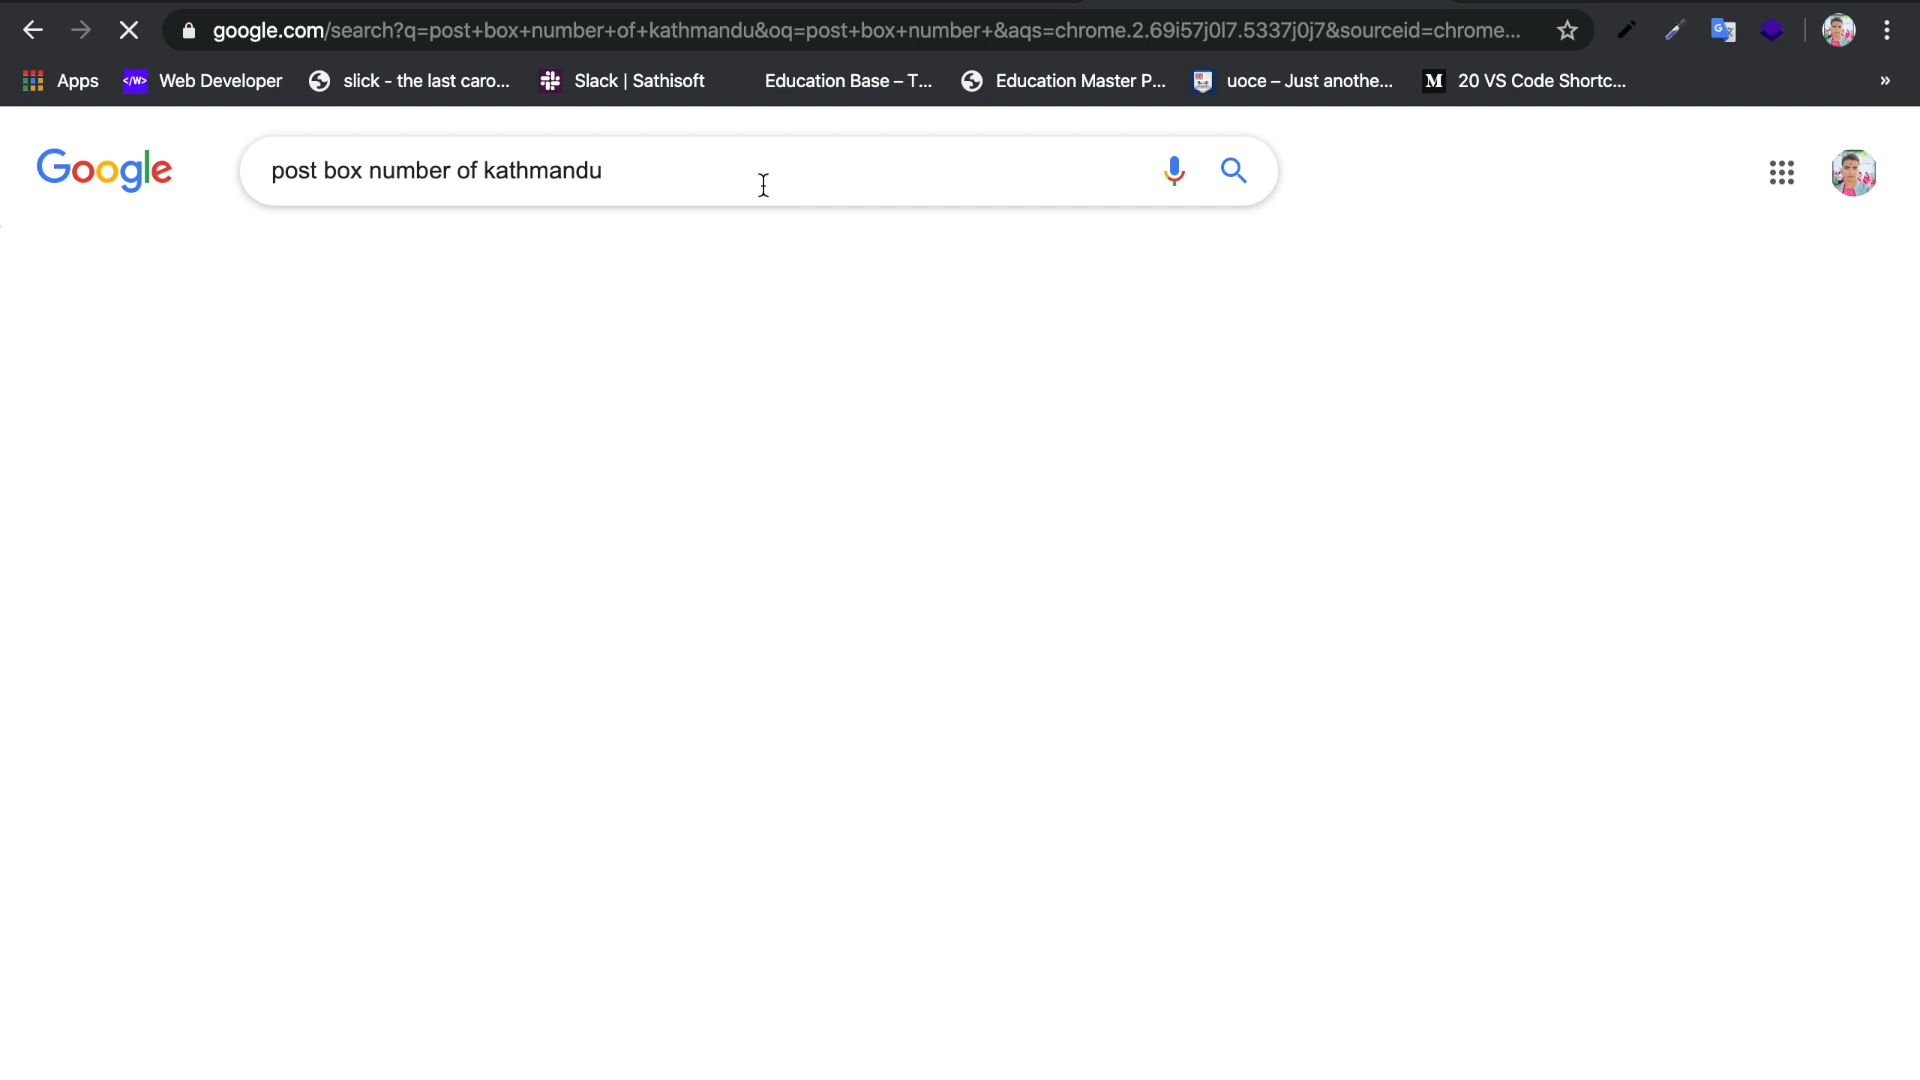 google.com/search?q=post+box+number+of+kathmandu&oq=post+box+number+&aqs=chrome.2.69i57j0l7.5337j0j7&sourceid=chrome...
Apps </W> Web Developer slick - the last caro... Slack | Sathisoft Education Base – T... Education Master P... uoce – Just anothe... M 20 VS Code Shortc... »
Google post box number of kathmandu